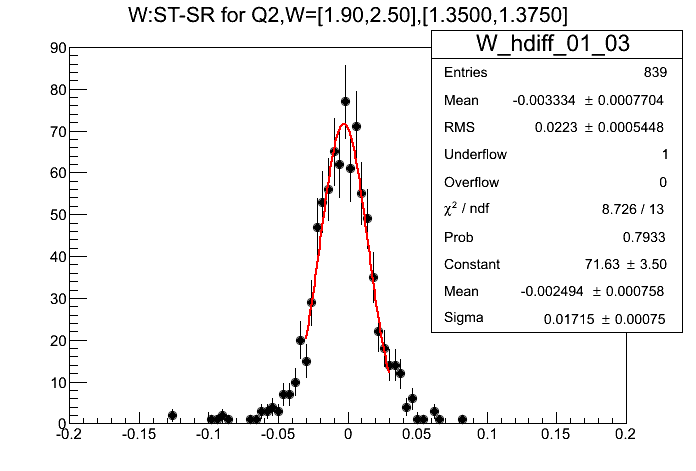 W:ST-SR for Q2,W=[1.90,2.50],[1.3500,1.3750]
W_hdiff_01_03
Entries 839
Mean -0.003334 ± 0.0007704
RMS 0.0223 ± 0.0005448
Underflow 1
Overflow 0
χ² / ndf 8.726 / 13
Prob 0.7933
Constant 71.63 ± 3.50
Mean -0.002494 ± 0.000758
Sigma 0.01715 ± 0.00075
90
80
70
60
50
40
30
20
10
0
-0.2 -0.15 -0.1 -0.05 0 0.05 0.1 0.15 0.2